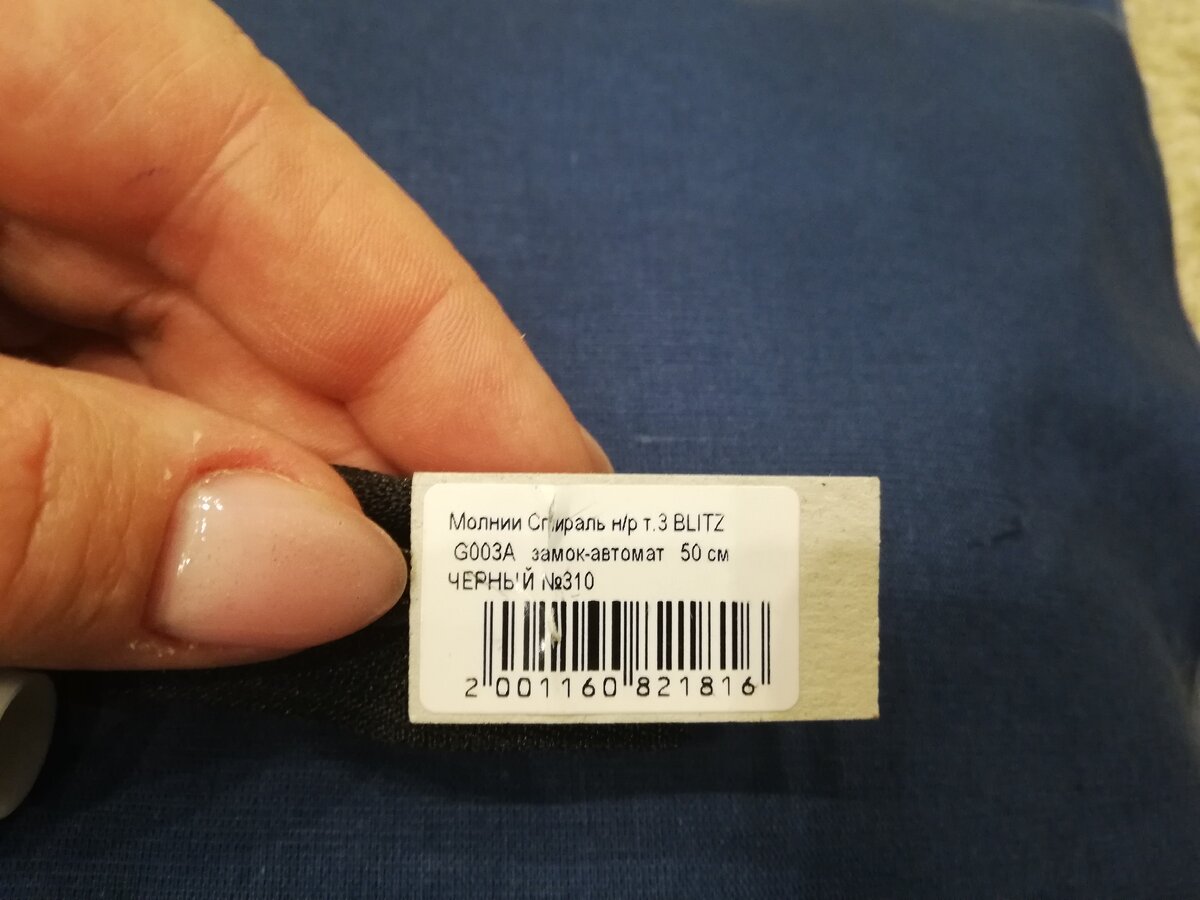 Молнии Спираль н/р т.3 BLITZ
G003A замок-автомат 50 см
ЧЕРНЫЙ №310
2 001160 821816